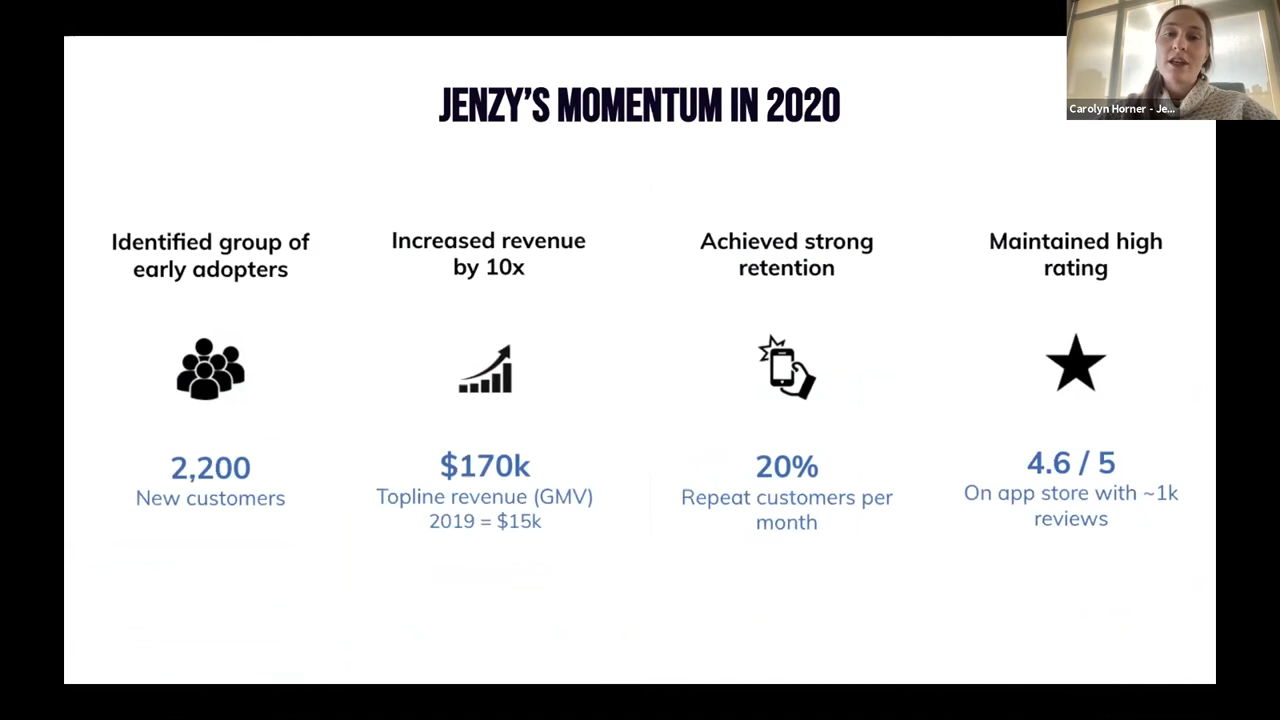 JENZY'S MOMENTUM IN 2020
Carolyn Horner - Je...
Identified group of
early adopters
2,200
New customers
Increased revenue
by 10x
$170k
Topline revenue (GMV)
2019 = $15k
Achieved strong
retention
20%
Repeat customers per
month
Maintained high
rating
4.6 / 5
On app store with ~1k
reviews